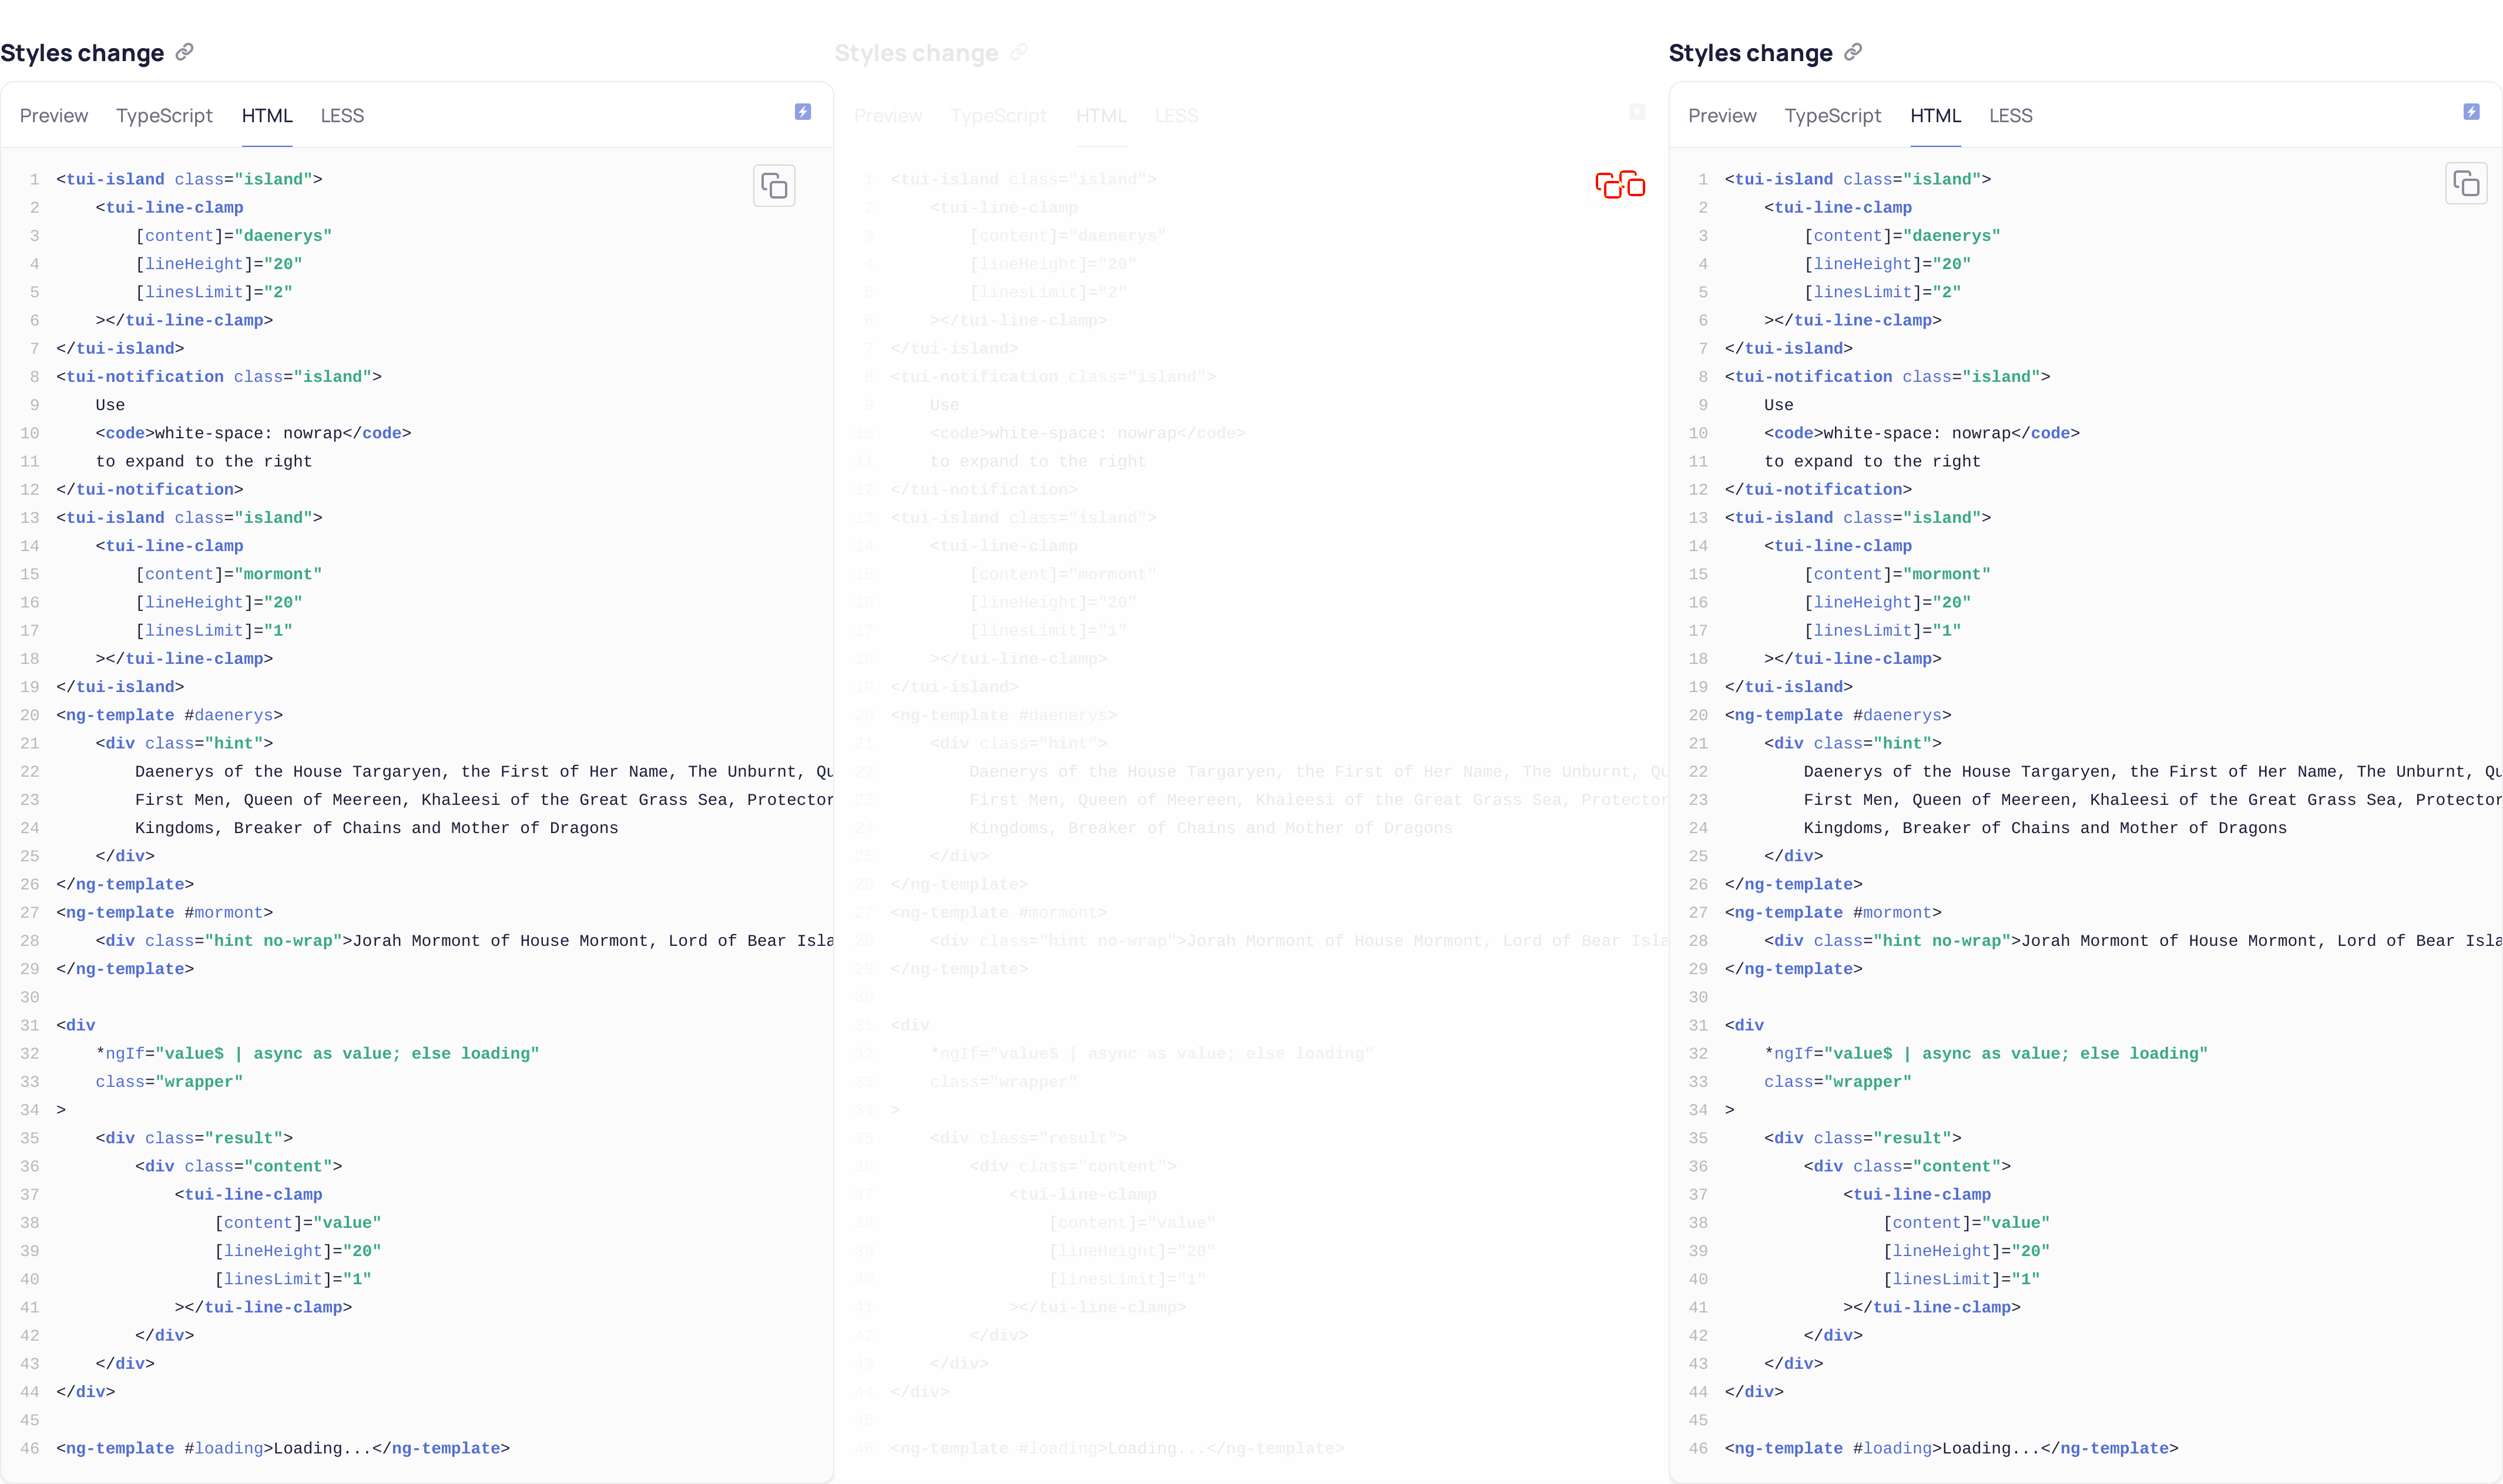 Styles change
Preview TypeScript HTML LESS
1 <tui-island class="island">
2 <tui-line-clamp
3 [content]="daenerys"
4 [lineHeight]="20"
5 [linesLimit]="2"
6 ></tui-line-clamp>
7 </tui-island>
8 <tui-notification class="island">
9 Use
10 <code>white-space: nowrap</code>
11 to expand to the right
12 </tui-notification>
13 <tui-island class="island">
14 <tui-line-clamp
15 [content]="mormont"
16 [lineHeight]="20"
17 [linesLimit]="1"
18 ></tui-line-clamp>
19 </tui-island>
20 <ng-template #daenerys>
21 <div class="hint">
22 Daenerys of the House Targaryen, the First of Her Name, The Unburnt, Qu
23 First Men, Queen of Meereen, Khaleesi of the Great Grass Sea, Protector
24 Kingdoms, Breaker of Chains and Mother of Dragons
25 </div>
26 </ng-template>
27 <ng-template #mormont>
28 <div class="hint no-wrap">Jorah Mormont of House Mormont, Lord of Bear Isla
29 </ng-template>
30
31 <div
32 *ngIf="value$ | async as value; else loading"
33 class="wrapper"
34 >
35 <div class="result">
36 <div class="content">
37 <tui-line-clamp
38 [content]="value"
39 [lineHeight]="20"
40 [linesLimit]="1"
41 ></tui-line-clamp>
42 </div>
43 </div>
44 </div>
45
46 <ng-template #loading>Loading...</ng-template>
Styles change
Preview TypeScript HTML LESS
1 <tui-island class="island">
2 <tui-line-clamp
3 [content]="daenerys"
4 [lineHeight]="20"
5 [linesLimit]="2"
6 ></tui-line-clamp>
7 </tui-island>
8 <tui-notification class="island">
9 Use
10 <code>white-space: nowrap</code>
11 to expand to the right
12 </tui-notification>
13 <tui-island class="island">
14 <tui-line-clamp
15 [content]="mormont"
16 [lineHeight]="20"
17 [linesLimit]="1"
18 ></tui-line-clamp>
19 </tui-island>
20 <ng-template #daenerys>
21 <div class="hint">
22 Daenerys of the House Targaryen, the First of Her Name, The Unburnt, Qu
23 First Men, Queen of Meereen, Khaleesi of the Great Grass Sea, Protector
24 Kingdoms, Breaker of Chains and Mother of Dragons
25 </div>
26 </ng-template>
27 <ng-template #mormont>
28 <div class="hint no-wrap">Jorah Mormont of House Mormont, Lord of Bear Isla
29 </ng-template>
30
31 <div
32 *ngIf="value$ | async as value; else loading"
33 class="wrapper"
34 >
35 <div class="result">
36 <div class="content">
37 <tui-line-clamp
38 [content]="value"
39 [lineHeight]="20"
40 [linesLimit]="1"
41 ></tui-line-clamp>
42 </div>
43 </div>
44 </div>
45
46 <ng-template #loading>Loading...</ng-template>
Styles change
Preview TypeScript HTML LESS
1 <tui-island class="island">
2 <tui-line-clamp
3 [content]="daenerys"
4 [lineHeight]="20"
5 [linesLimit]="2"
6 ></tui-line-clamp>
7 </tui-island>
8 <tui-notification class="island">
9 Use
10 <code>white-space: nowrap</code>
11 to expand to the right
12 </tui-notification>
13 <tui-island class="island">
14 <tui-line-clamp
15 [content]="mormont"
16 [lineHeight]="20"
17 [linesLimit]="1"
18 ></tui-line-clamp>
19 </tui-island>
20 <ng-template #daenerys>
21 <div class="hint">
22 Daenerys of the House Targaryen, the First of Her Name, The Unburnt, Qu
23 First Men, Queen of Meereen, Khaleesi of the Great Grass Sea, Protector
24 Kingdoms, Breaker of Chains and Mother of Dragons
25 </div>
26 </ng-template>
27 <ng-template #mormont>
28 <div class="hint no-wrap">Jorah Mormont of House Mormont, Lord of Bear Isla
29 </ng-template>
30
31 <div
32 *ngIf="value$ | async as value; else loading"
33 class="wrapper"
34 >
35 <div class="result">
36 <div class="content">
37 <tui-line-clamp
38 [content]="value"
39 [lineHeight]="20"
40 [linesLimit]="1"
41 ></tui-line-clamp>
42 </div>
43 </div>
44 </div>
45
46 <ng-template #loading>Loading...</ng-template>